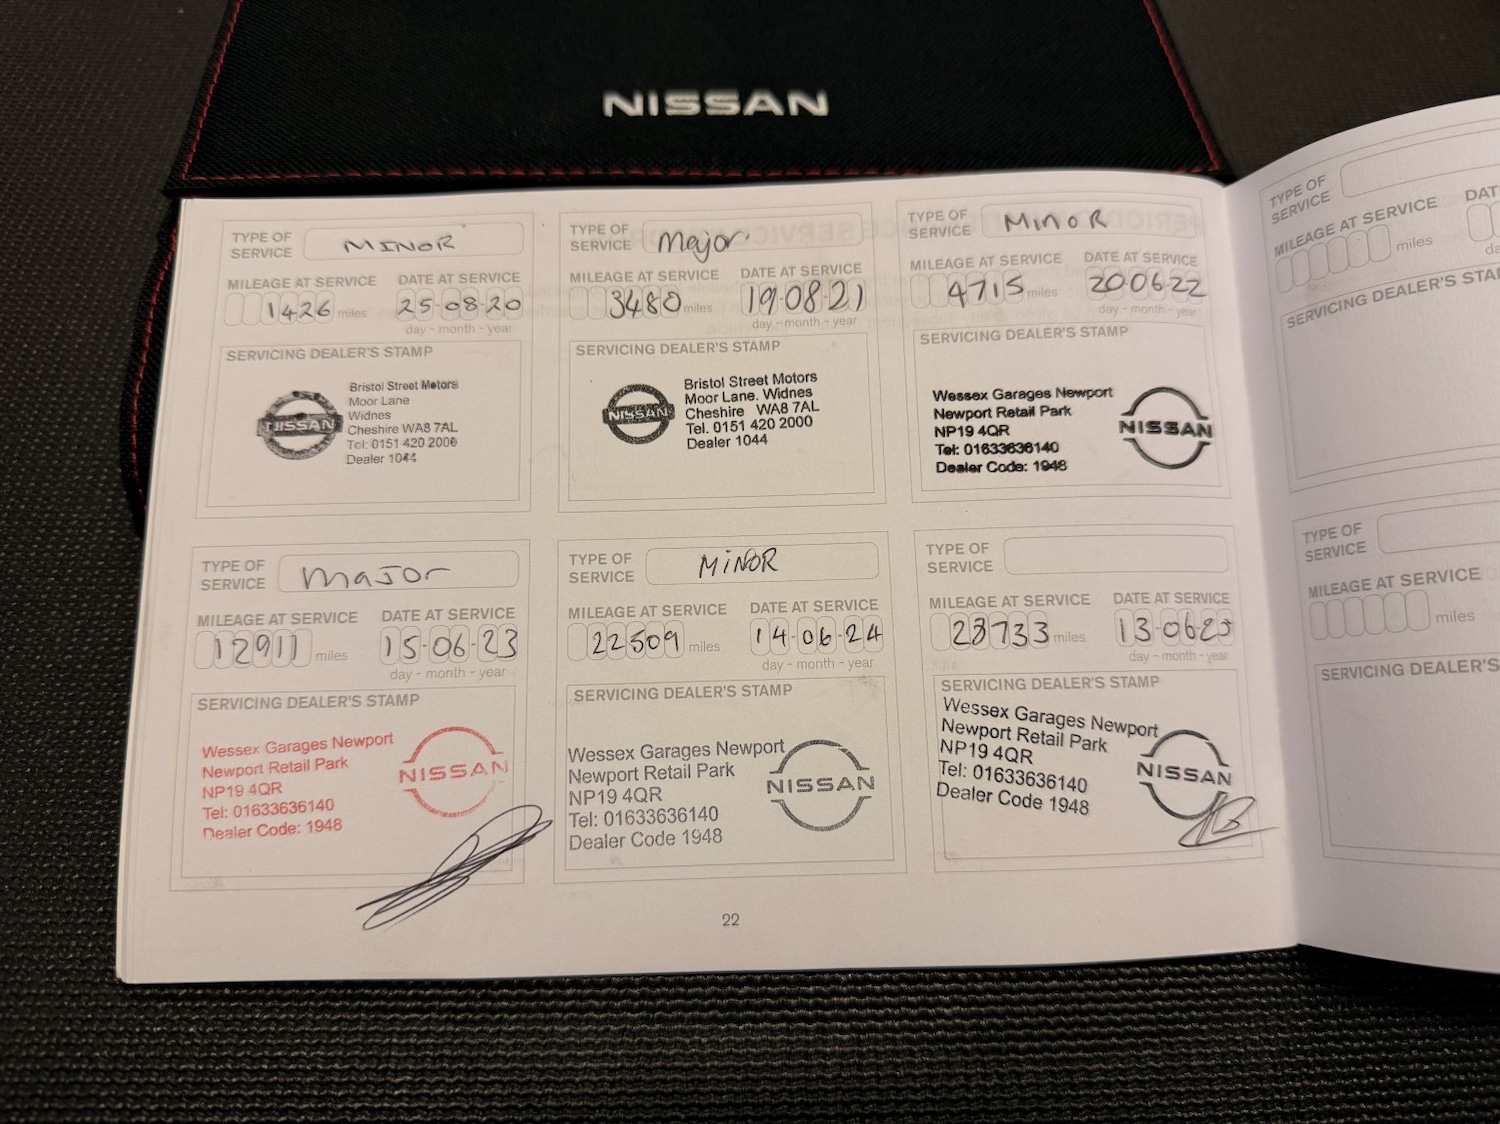 NISSAN
TYPE OF SERVICE MINOR
MILEAGE AT SERVICE DATE AT SERVICE
1426 miles 25-08-20
day - month - year
SERVICING DEALER'S STAMP
NISSAN
Bristol Street Motors
Moor Lane
Widnes
Cheshire WA8 7AL
Tel: 0151 420 2000
Dealer 1044
TYPE OF SERVICE Major.
MILEAGE AT SERVICE DATE AT SERVICE
3480 miles 19-08-21
day - month - year
SERVICING DEALER'S STAMP
NISSAN
Bristol Street Motors
Moor Lane. Widnes
Cheshire WA8 7AL
Tel. 0151 420 2000
Dealer 1044
TYPE OF SERVICE MinoR
MILEAGE AT SERVICE DATE AT SERVICE
4715 miles 200622
day - month - year
SERVICING DEALER'S STAMP
Wessex Garages Newport
Newport Retail Park
NP19 4QR
Tel: 01633636140
Dealer Code: 1948
NISSAN
TYPE OF SERVICE major
MILEAGE AT SERVICE DATE AT SERVICE
12911 miles 15-06-23
day - month - year
SERVICING DEALER'S STAMP
Wessex Garages Newport
Newport Retail Park
NP19 4QR
Tel: 01633636140
Dealer Code: 1948
NISSAN
TYPE OF SERVICE MiNOR
MILEAGE AT SERVICE DATE AT SERVICE
22509 miles 14-06-24
day - month - year
SERVICING DEALER'S STAMP
Wessex Garages Newport
Newport Retail Park
NP19 4QR
Tel: 01633636140
Dealer Code 1948
NISSAN
TYPE OF SERVICE
MILEAGE AT SERVICE DATE AT SERVICE
miles
day - month - year
SERVICING DEALER'S STAMP
Wessex Garages Newport
Newport Retail Park
NP19 4QR
Tel: 01633636140
Dealer Code 1948
NISSAN
22
TYPE OF SERVICE
MILEAGE AT SERVICE
miles
SERVICING DEALER'S
TYPE OF SERVICE
MILEAGE AT SERVICE
miles
SERVICING DEALER'S